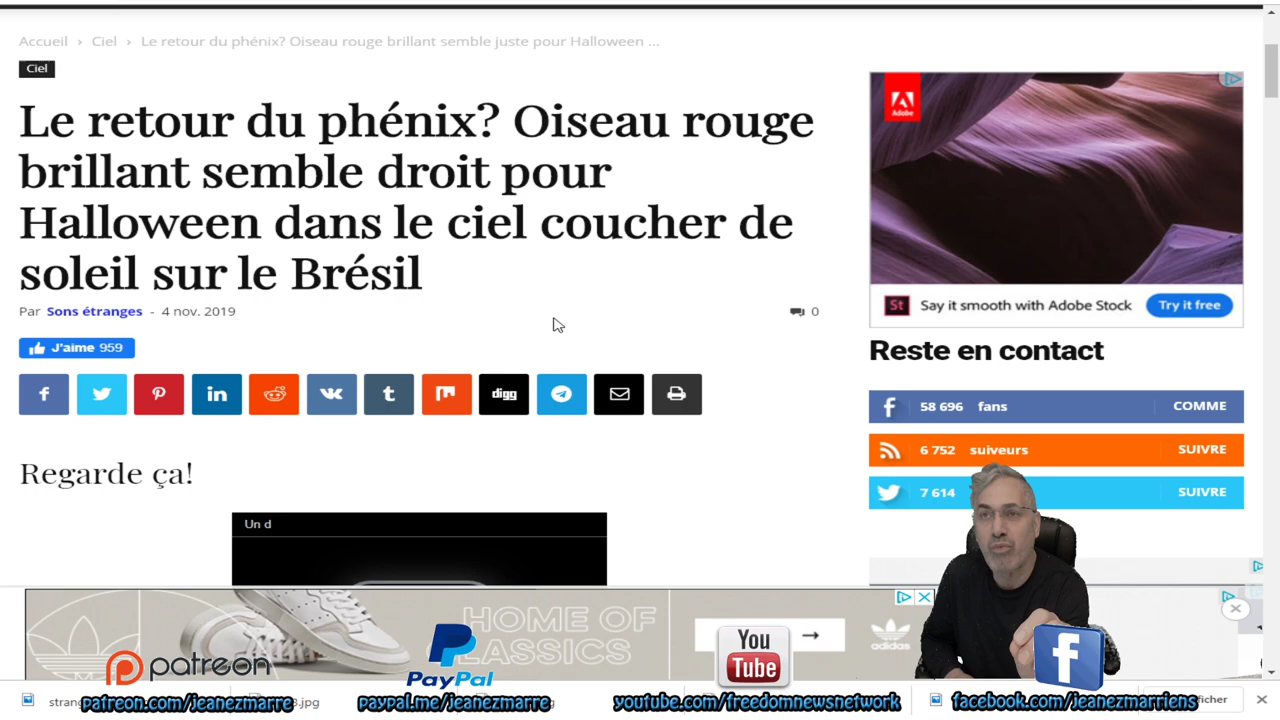 Accueil › Ciel › Le retour du phénix? Oiseau rouge brillant semble juste pour Halloween ...
Ciel
Le retour du phénix? Oiseau rouge
brillant semble droit pour
Halloween dans le ciel coucher de
soleil sur le Brésil
Par Sons étranges - 4 nov. 2019
0
J'aime 959
digg
Regarde ça!
Un d
Adobe
St Say it smooth with Adobe Stock Try it free
Reste en contact
58 696 fans COMME
6 752 suiveurs SUIVRE
7 614 SUIVRE
HOME OF
CLASSICS
adidas
patreon
PayPal
You
Tube
patreon.com/jeanezmarre
paypal.me/jeanezmarre
youtube.com/freedomnewsnetwork
facebook.com/jeanezmarriens